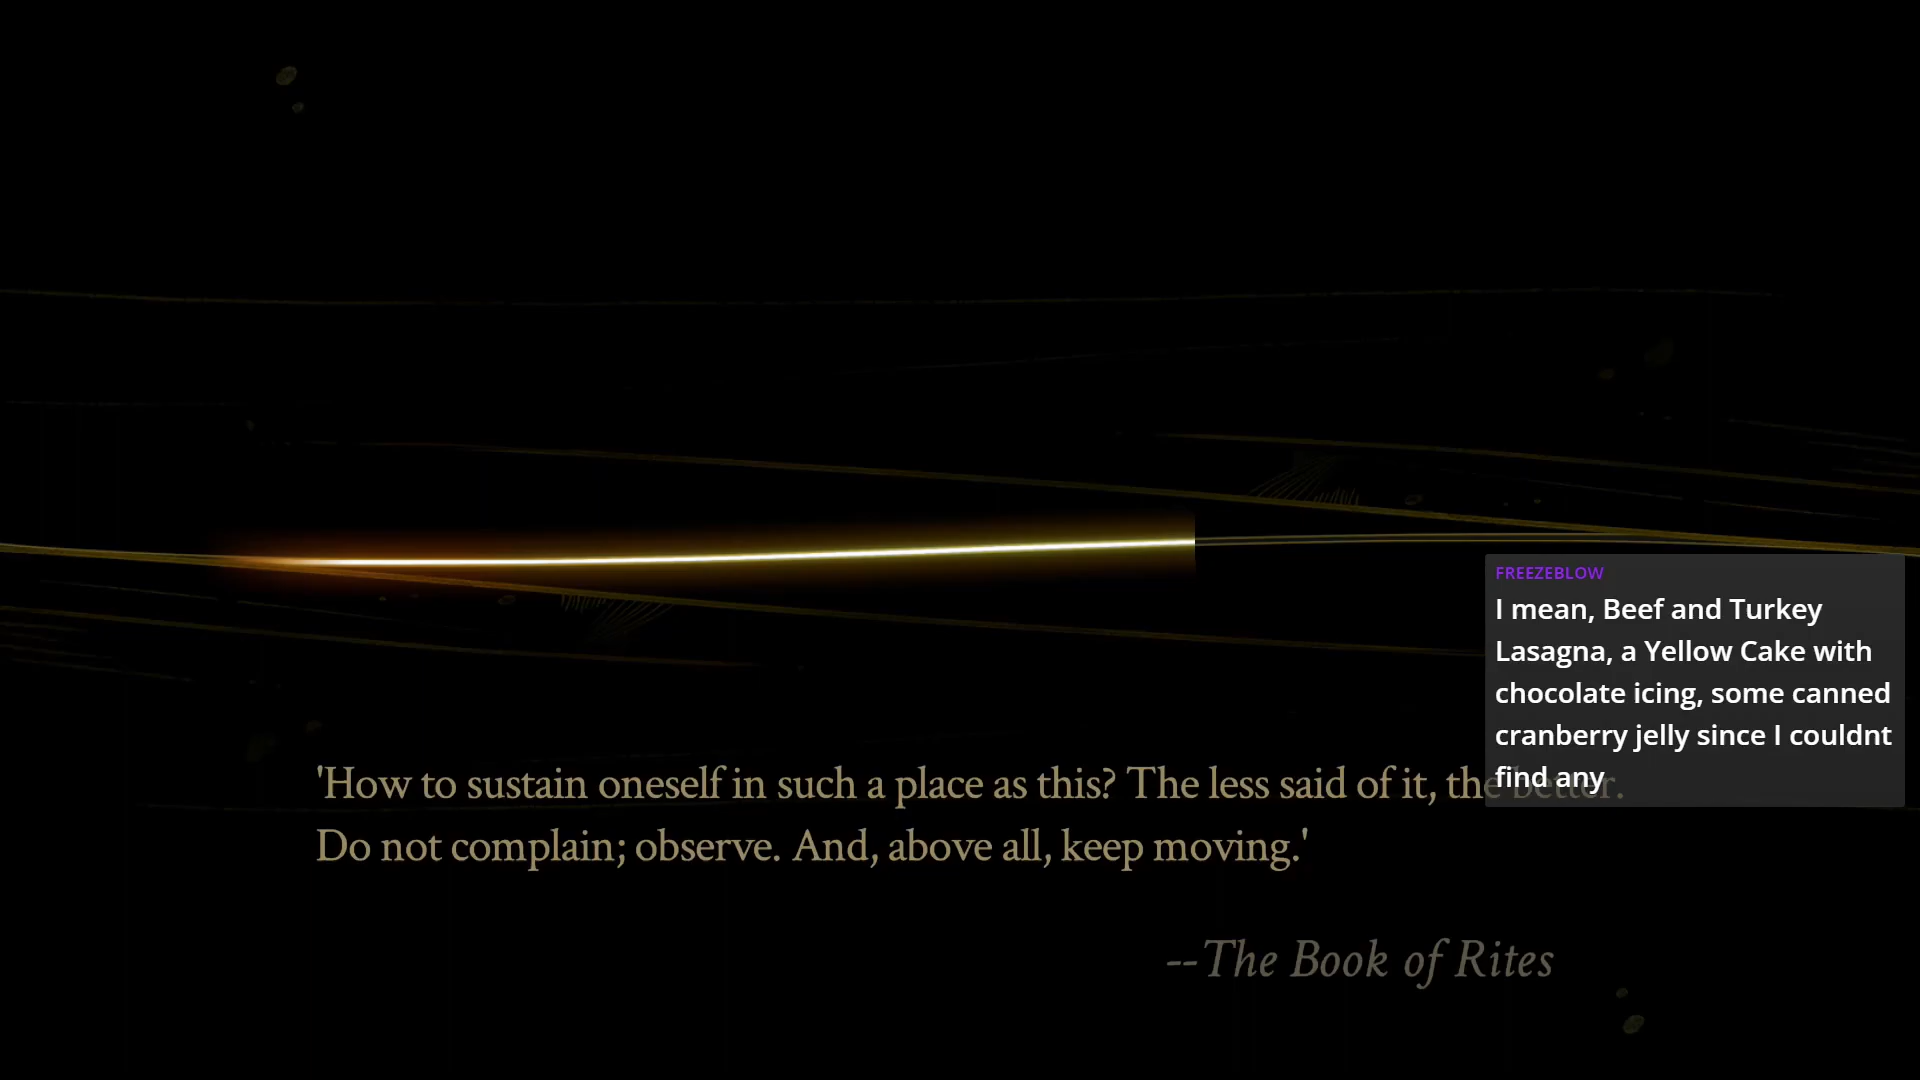 FREEZEBLOW
I mean, Beef and Turkey
Lasagna, a Yellow Cake with
chocolate icing, some canned
cranberry jelly since I couldnt
find any
'How to sustain oneself in such a place as this? The less said of it, the better.
Do not complain; observe. And, above all, keep moving.'
--The Book of Rites